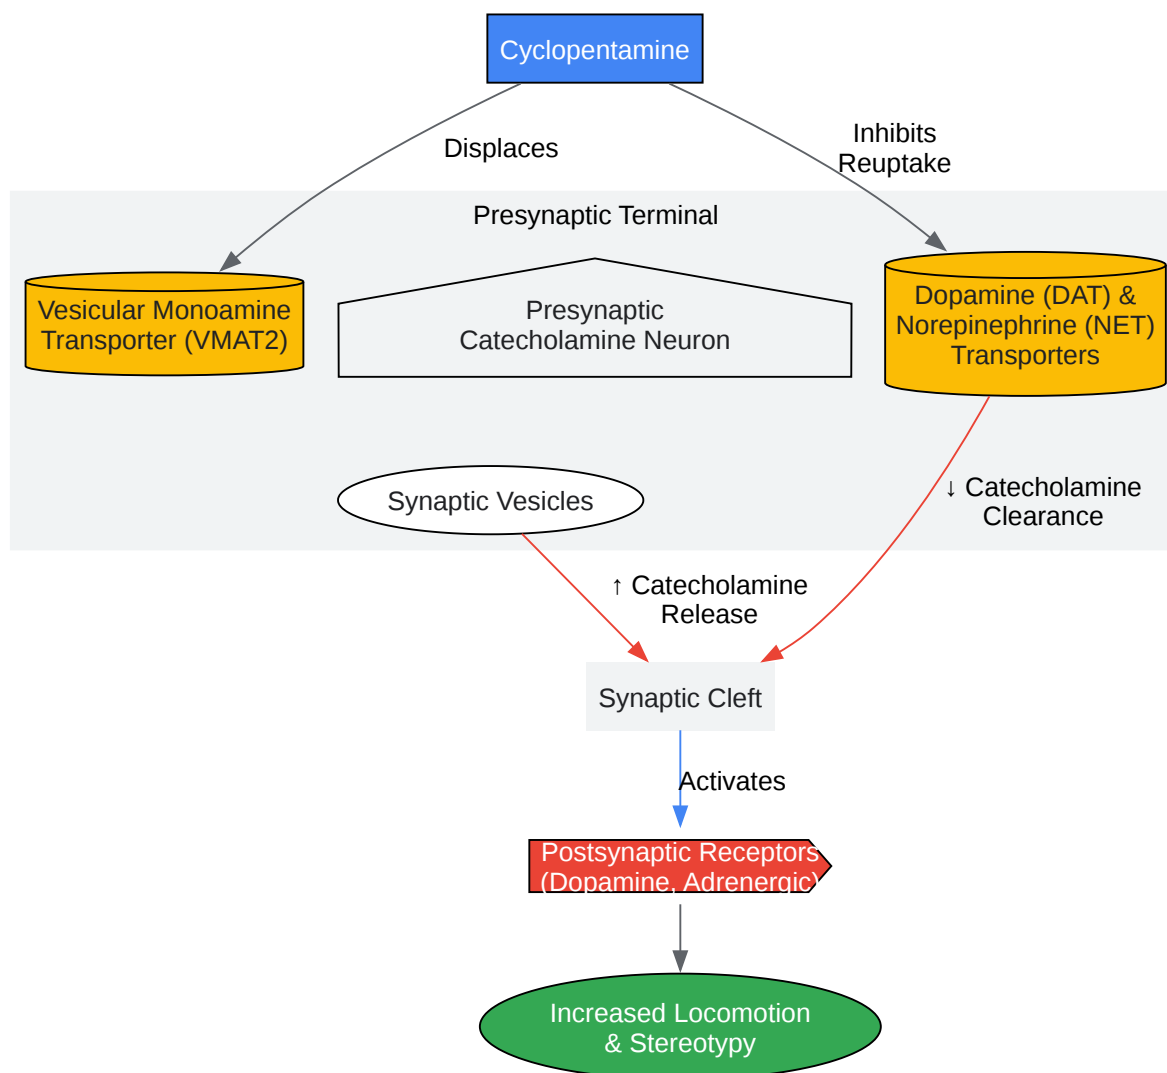 Cyclopentamine
Displaces
Inhibits
Reuptake
Presynaptic Terminal
Vesicular Monoamine
Transporter (VMAT2)
Presynaptic
Catecholamine Neuron
Dopamine (DAT) &
Norepinephrine (NET)
Transporters
Synaptic Vesicles
↓ Catecholamine
Clearance
↑ Catecholamine
Release
Synaptic Cleft
Activates
Postsynaptic Receptors
(Dopamine, Adrenergic)
Increased Locomotion
& Stereotypy